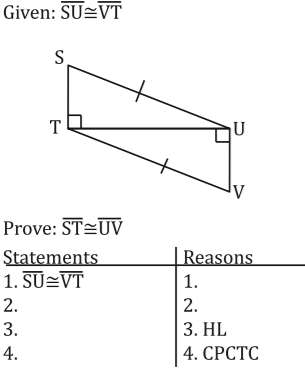 Given: S̅U̅≅V̅T̅
S
T
U
V
Prove: S̅T̅≅U̅V̅
Statements Reasons
1. S̅U̅≅V̅T̅ 1.
2. 2.
3. 3. HL
4. 4. CPCTC